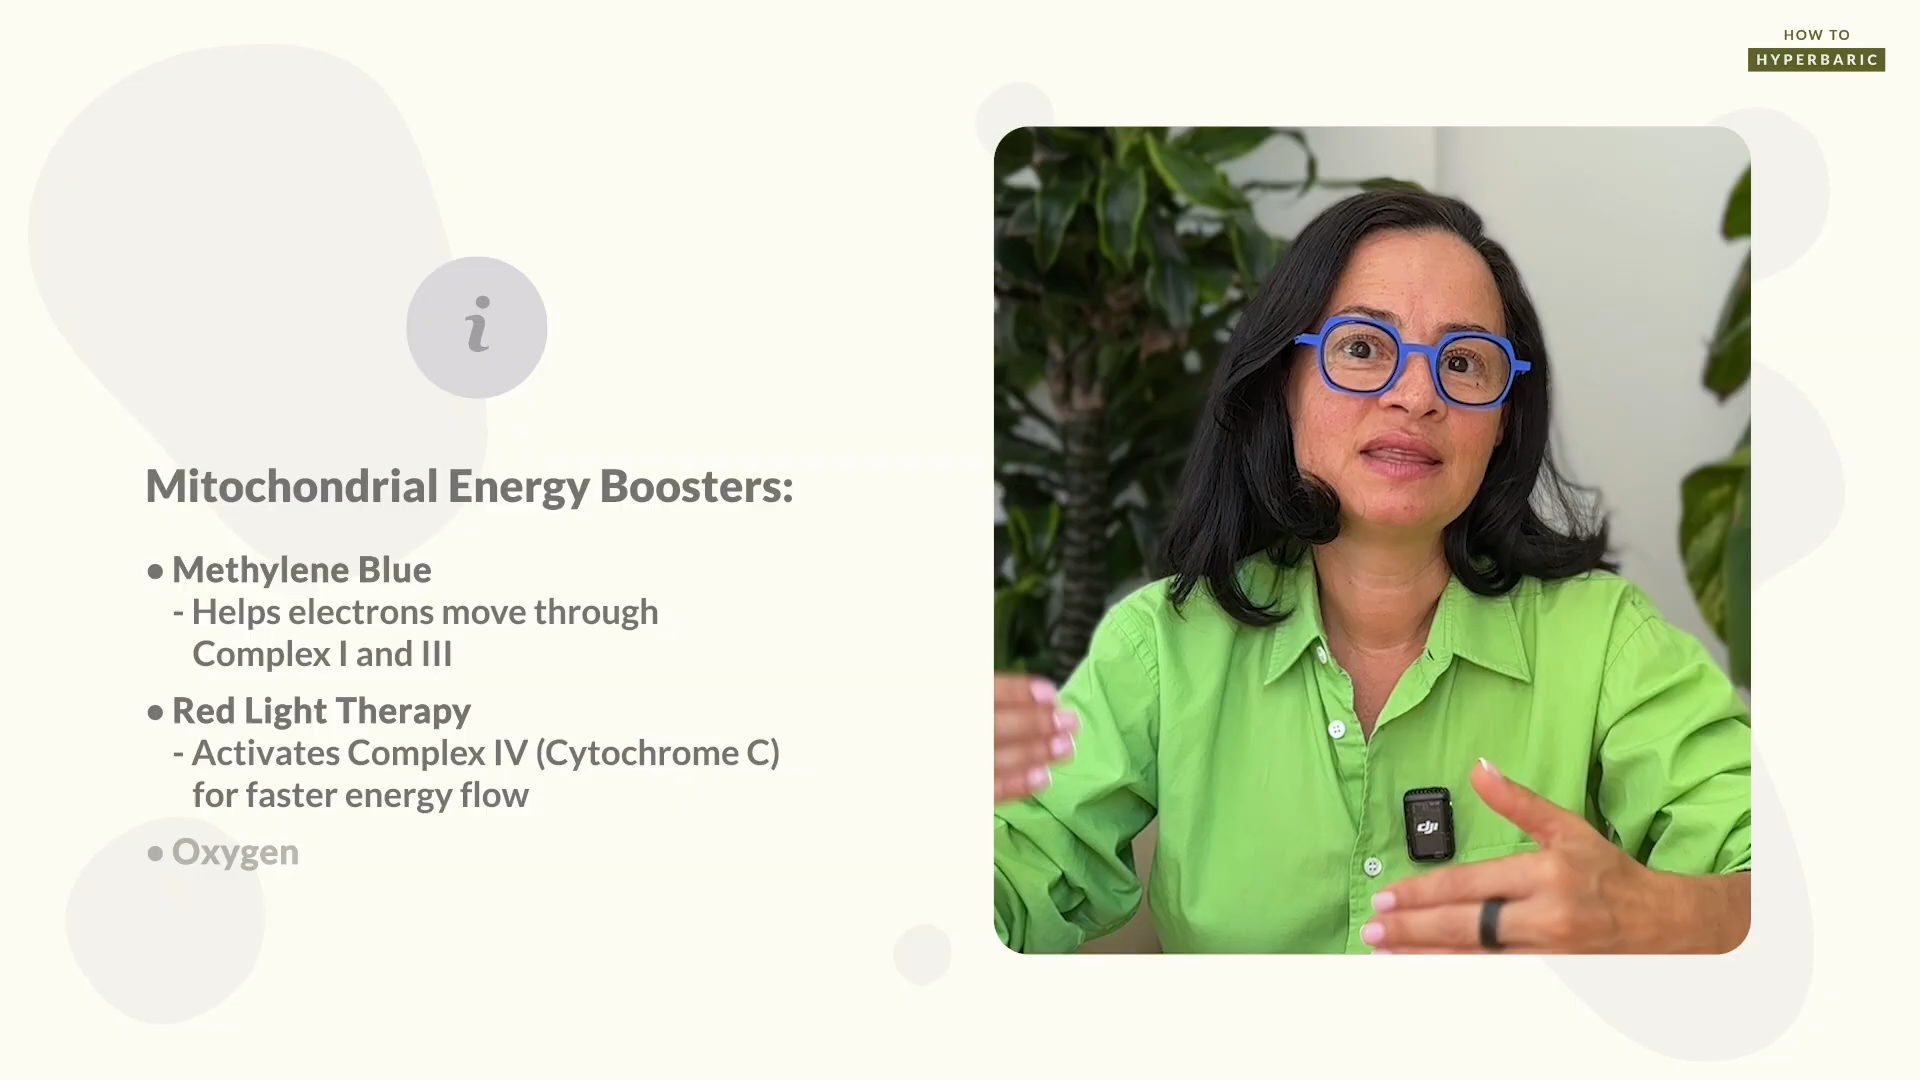 HOW TO
HYPERBARIC
i
Mitochondrial Energy Boosters:
• Methylene Blue
- Helps electrons move through
Complex I and III
• Red Light Therapy
- Activates Complex IV (Cytochrome C)
for faster energy flow
• Oxygen
dji